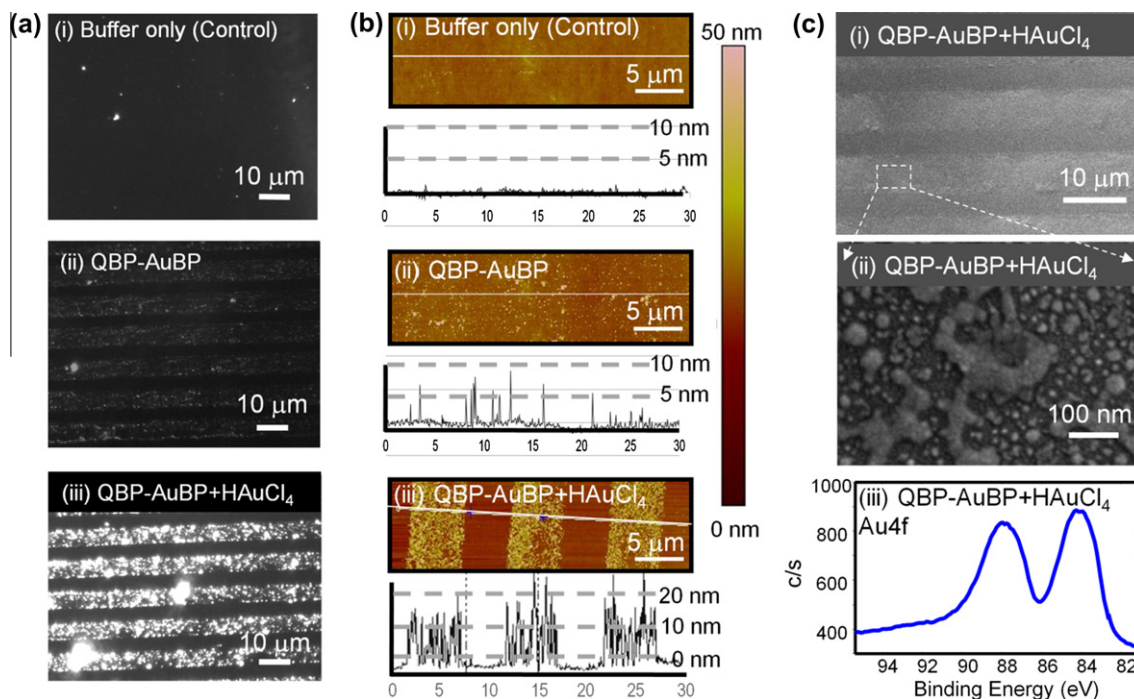 (a)
(i) Buffer only (Control)
10 μm
(ii) QBP-AuBP
10 μm
(iii) QBP-AuBP+HAuCl₄
10 μm
(b)
(i) Buffer only (Control)
5 μm
10 nm
5 nm
0 5 10 15 20 25 30
(ii) QBP-AuBP
5 μm
10 nm
5 nm
0 5 10 15 20 25 30
(iii) QBP-AuBP+HAuCl₄
5 μm
20 nm
10 nm
0 nm
0 5 10 15 20 25 30
50 nm
0 nm
(c)
(i) QBP-AuBP+HAuCl₄
10 μm
(ii) QBP-AuBP+HAuCl₄
100 nm
(iii) QBP-AuBP+HAuCl₄
Au4f
1000
800
600
400
c/s
94 92 90 88 86 84 82
Binding Energy (eV)